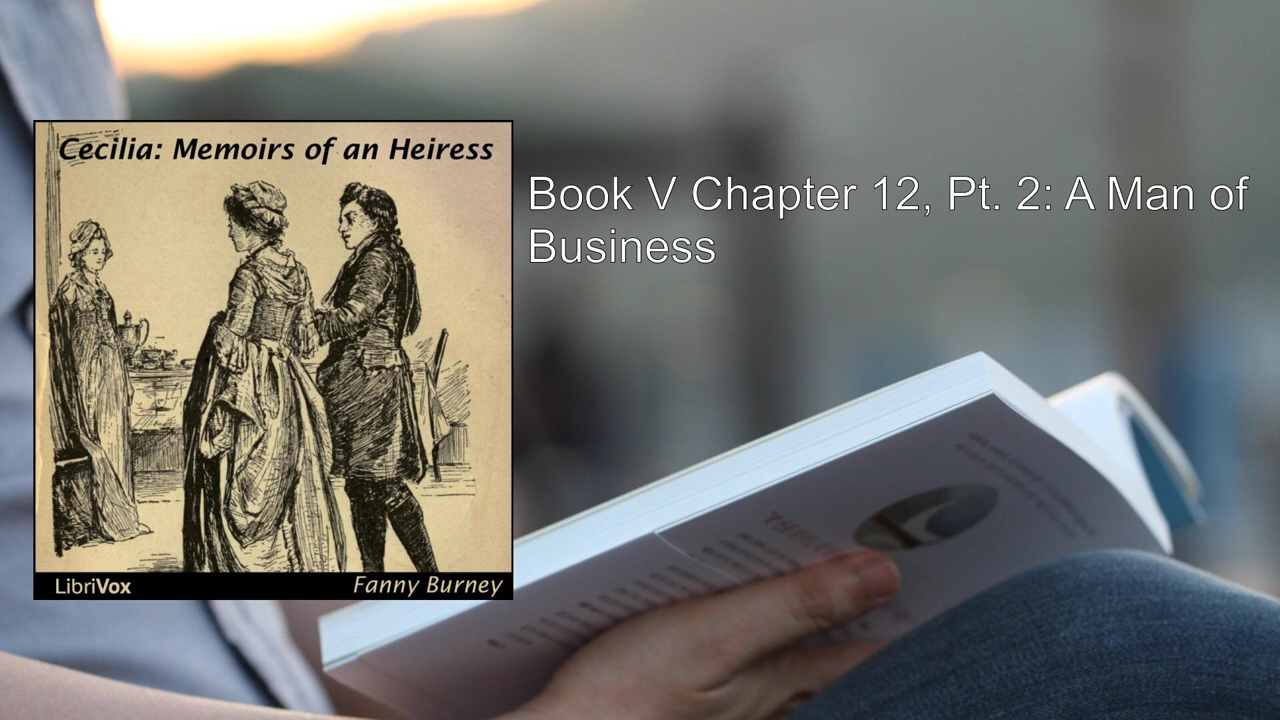 Cecilia: Memoirs of an Heiress
Book V Chapter 12, Pt. 2: A Man of
Business
LibriVox
Fanny Burney